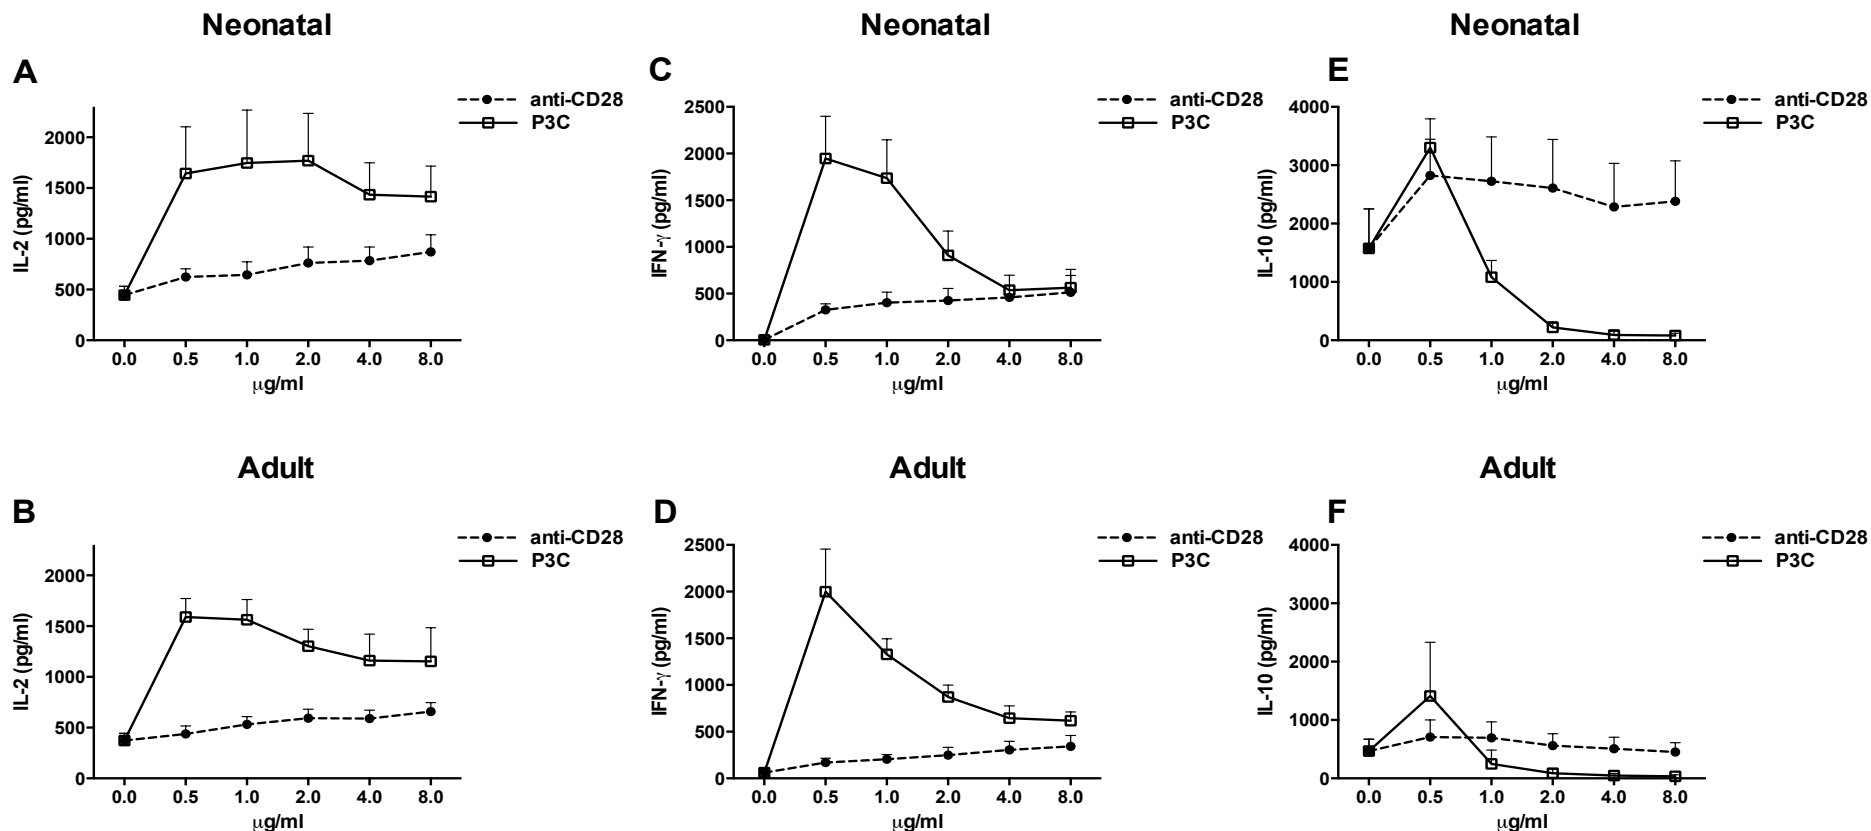 Neonatal
A
anti-CD28
P3C
IL-2 (pg/ml)
2000
1500
1000
500
0
0.0 0.5 1.0 2.0 4.0 8.0
μg/ml
Neonatal
C
anti-CD28
P3C
IFN-γ (pg/ml)
2500
2000
1500
1000
500
0
0.0 0.5 1.0 2.0 4.0 8.0
μg/ml
Neonatal
E
anti-CD28
P3C
IL-10 (pg/ml)
4000
3000
2000
1000
0
0.0 0.5 1.0 2.0 4.0 8.0
μg/ml
Adult
B
anti-CD28
P3C
IL-2 (pg/ml)
2000
1500
1000
500
0
0.0 0.5 1.0 2.0 4.0 8.0
μg/ml
Adult
D
anti-CD28
P3C
IFN-γ (pg/ml)
2500
2000
1500
1000
500
0
0.0 0.5 1.0 2.0 4.0 8.0
μg/ml
Adult
F
anti-CD28
P3C
IL-10 (pg/ml)
4000
3000
2000
1000
0
0.0 0.5 1.0 2.0 4.0 8.0
μg/ml